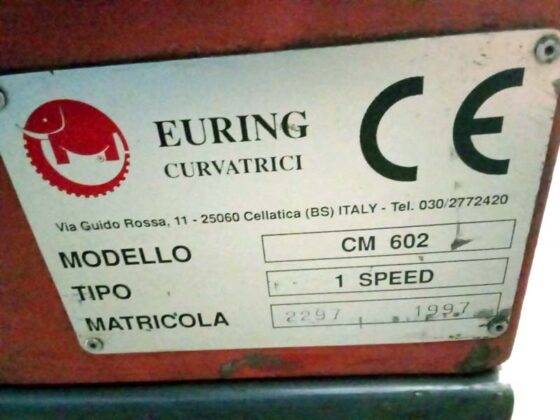 EURING
CURVATRICI
CE
Via Guido Rossa, 11 - 25060 Cellatica (BS) ITALY - Tel. 030/2772420
MODELLO CM 602
TIPO 1 SPEED
MATRICOLA 2297 1997